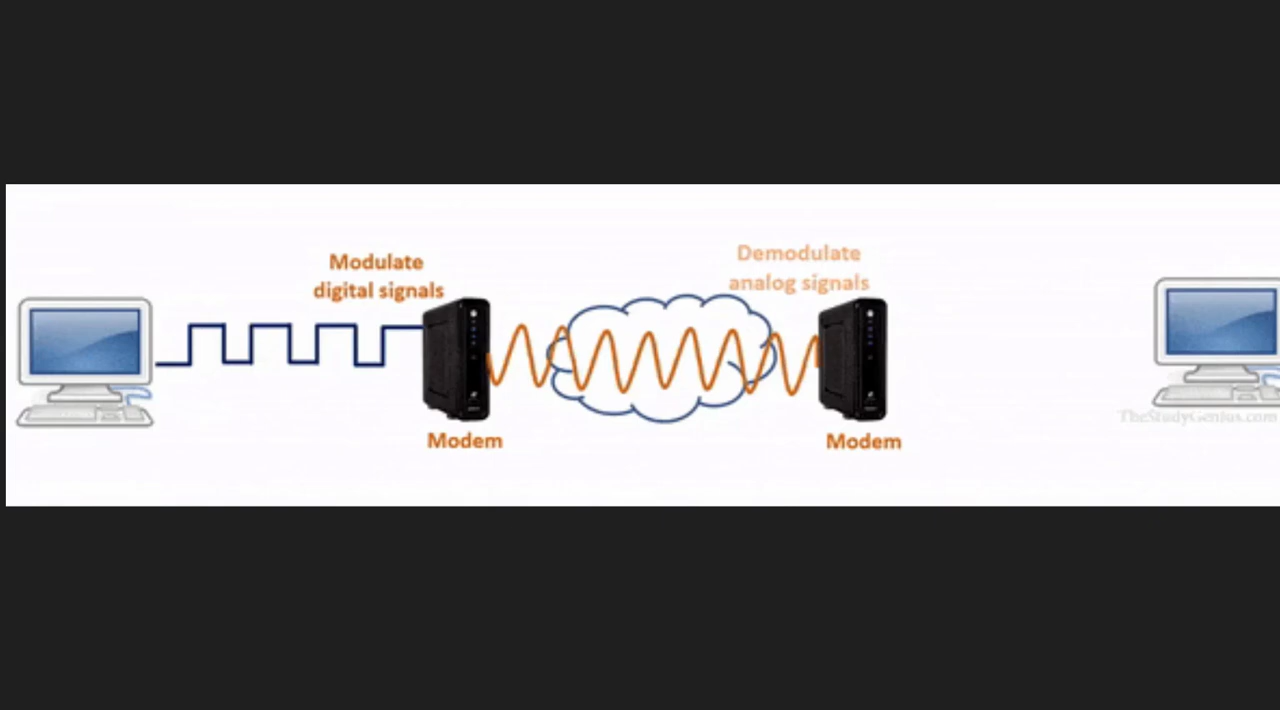 Modulate
digital signals
Demodulate
analog signals
Modem
Modem
TheStudyGenius.com